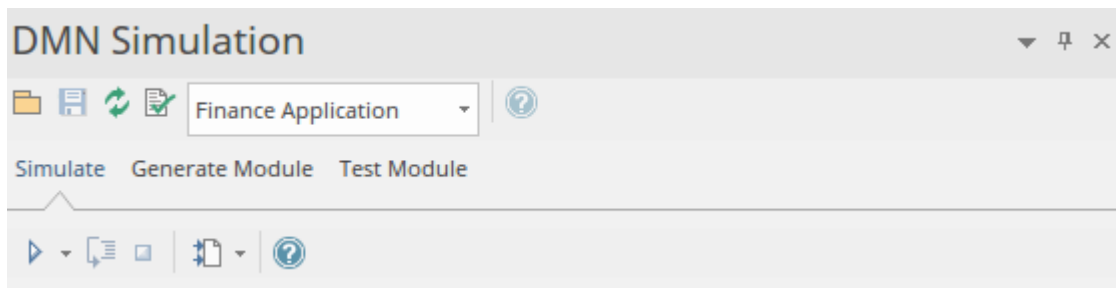 DMN Simulation
Finance Application
Simulate Generate Module Test Module